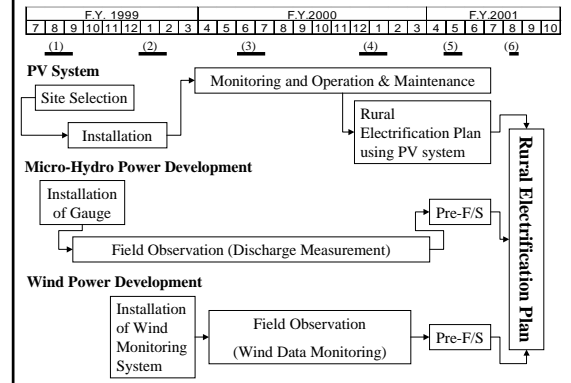 F.Y. 1999 F.Y.2000 F.Y.2001
7 8 9 10 11 12 1 2 3 4 5 6 7 8 9 10 11 12 1 2 3 4 5 6 7 8 9 10
(1) (2) (3) (4) (5) (6)
PV System
Monitoring and Operation & Maintenance
Site Selection
Installation
Rural
Electrification Plan
using PV system
Micro-Hydro Power Development
Installation
of Gauge
Pre-F/S
Field Observation (Discharge Measurement)
Wind Power Development
Installation
of Wind
Monitoring
System
Field Observation
(Wind Data Monitoring)
Pre-F/S
Rural Electrification Plan